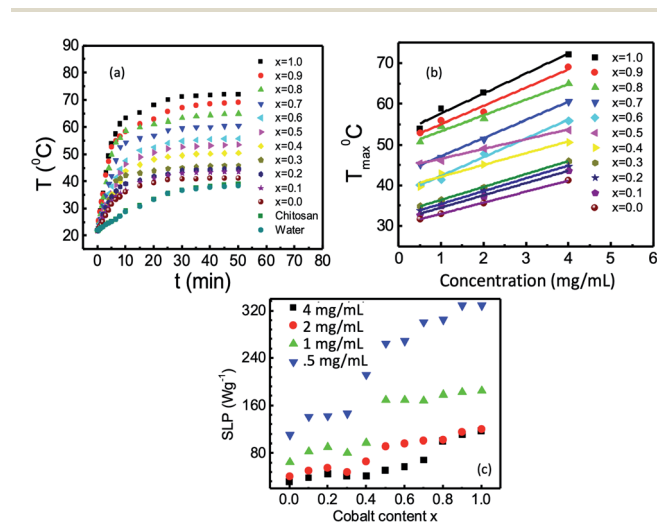 (a)
T (⁰C)
90
80
70
60
50
40
30
20
0 10 20 30 40 50 60
t (min)
x=1.0
x=0.9
x=0.8
x=0.7
x=0.6
x=0.5
x=0.4
x=0.3
x=0.2
x=0.1
x=0.0
Chitosan
Water
(b)
Tmax ⁰C
70
60
50
40
30
0 1 2 3 4 5 6
Concentration (mg/mL)
x=1.0
x=0.9
x=0.8
x=0.7
x=0.6
x=0.5
x=0.4
x=0.3
x=0.2
x=0.1
x=0.0
SLP (Wg⁻¹)
320
240
160
80
4 mg/mL
2 mg/mL
1 mg/mL
.5 mg/mL
(c)
0.0 0.2 0.4 0.6 0.8 1.0
Cobalt content x